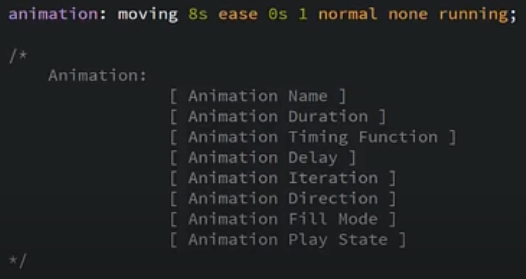 animation: moving 8s ease 0s 1 normal none running;
/*
Animation:
[ Animation Name ]
[ Animation Duration ]
[ Animation Timing Function ]
[ Animation Delay ]
[ Animation Iteration ]
[ Animation Direction ]
[ Animation Fill Mode ]
[ Animation Play State ]
*/